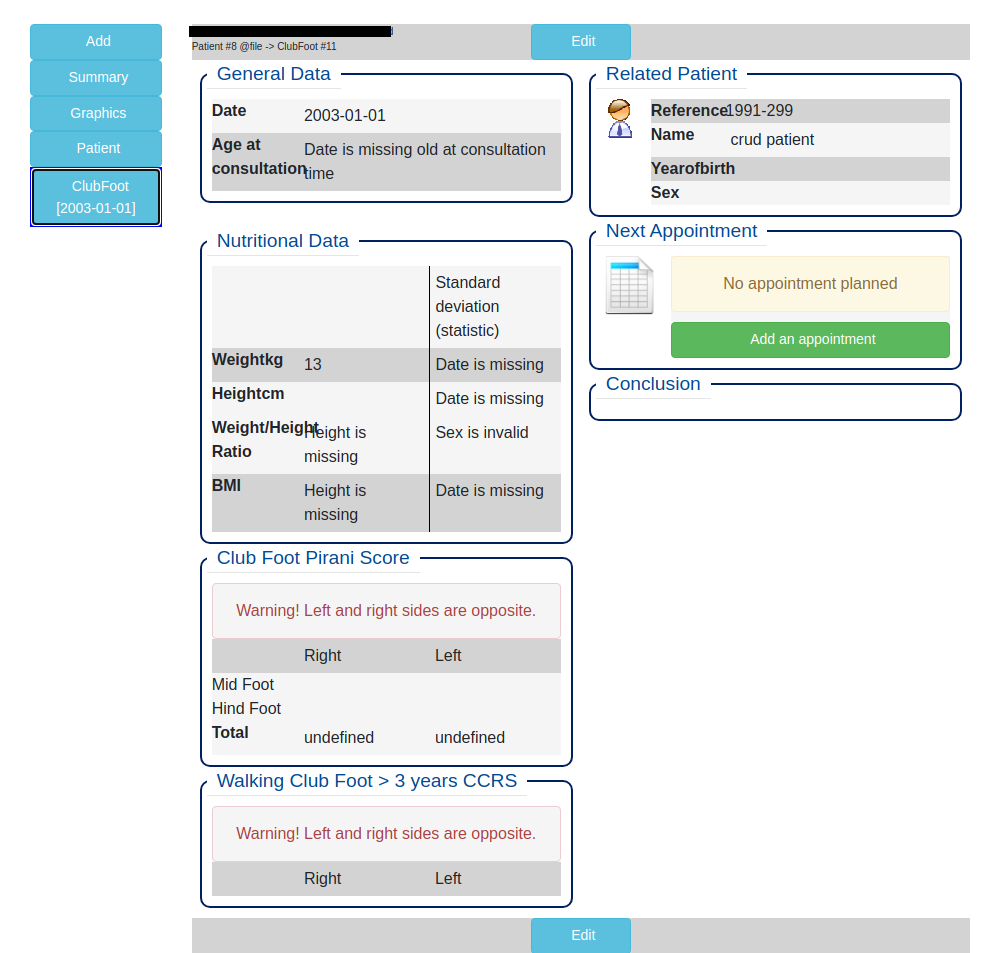 Add
Summary
Graphics
Patient
ClubFoot
[2003-01-01]
Patient #8 @file -> ClubFoot #11
Edit
General Data
Date 2003-01-01
Age at consultation Date is missing old at consultation time
Nutritional Data
Standard deviation (statistic)
Weightkg 13 Date is missing
Heightcm Date is missing
Weight/Height Ratio Height is missing Sex is invalid
BMI Height is missing Date is missing
Club Foot Pirani Score
Warning! Left and right sides are opposite.
Right Left
Mid Foot
Hind Foot
Total undefined undefined
Walking Club Foot > 3 years CCRS
Warning! Left and right sides are opposite.
Right Left
Related Patient
Reference 1991-299
Name crud patient
Yearofbirth
Sex
Next Appointment
No appointment planned
Add an appointment
Conclusion
Edit